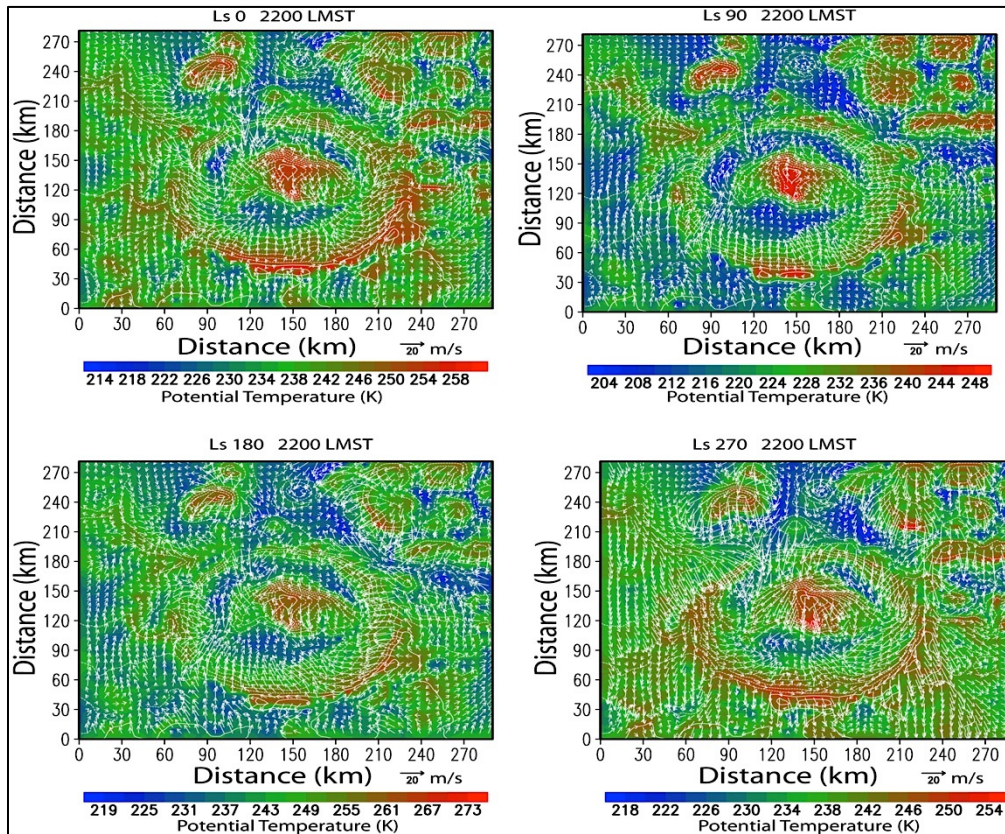 Ls 0 2200 LMST
Distance (km)
270
240
210
180
150
120
90
60
30
0
0 30 60 90 120 150 180 210 240 270
Distance (km)
20 m/s
214 218 222 226 230 234 238 242 246 250 254 258
Potential Temperature (K)
Ls 90 2200 LMST
Distance (km)
270
240
210
180
150
120
90
60
30
0
0 30 60 90 120 150 180 210 240 270
Distance (km)
20 m/s
204 208 212 216 220 224 228 232 236 240 244 248
Potential Temperature (K)
Ls 180 2200 LMST
Distance (km)
270
240
210
180
150
120
90
60
30
0
0 30 60 90 120 150 180 210 240 270
Distance (km)
20 m/s
219 225 231 237 243 249 255 261 267 273
Potential Temperature (K)
Ls 270 2200 LMST
Distance (km)
270
240
210
180
150
120
90
60
30
0
0 30 60 90 120 150 180 210 240 270
Distance (km)
20 m/s
218 222 226 230 234 238 242 246 250 254
Potential Temperature (K)